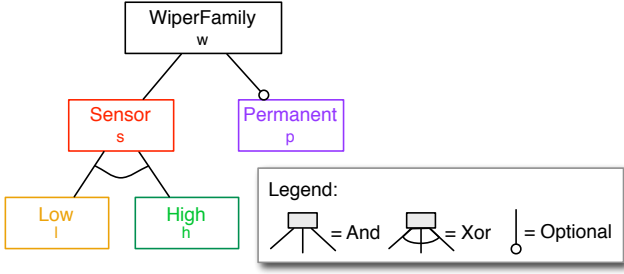 WiperFamily
w
Sensor
s
Permanent
p
Low
l
High
h
Legend:
= And
= Xor
= Optional